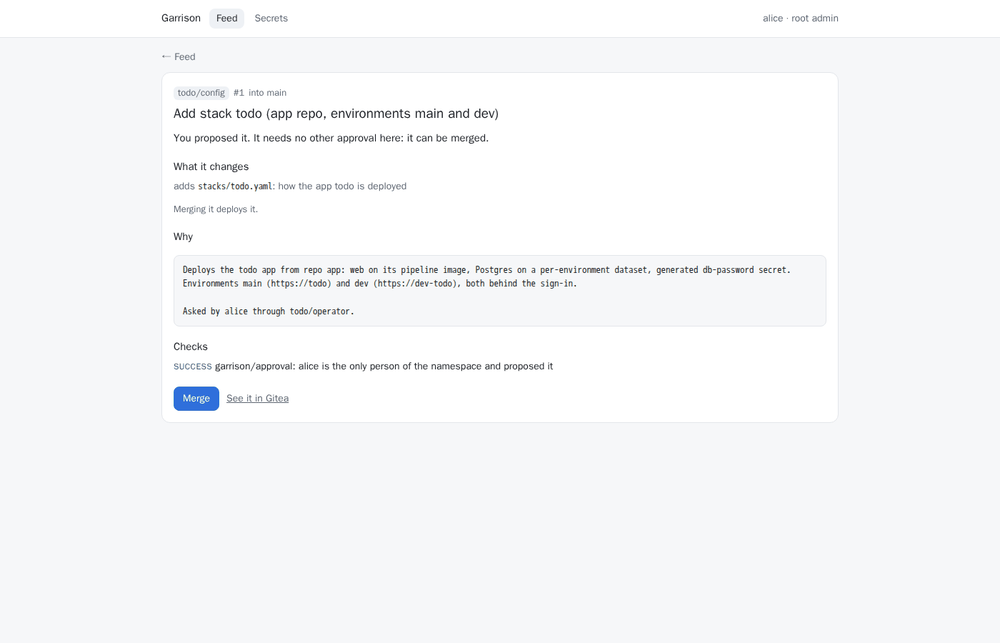 Garrison Feed Secrets alice · root admin
← Feed
todo/config #1 into main
Add stack todo (app repo, environments main and dev)
You proposed it. It needs no other approval here: it can be merged.
What it changes
adds stacks/todo.yaml: how the app todo is deployed
Merging it deploys it.
Why
Deploys the todo app from repo app: web on its pipeline image, Postgres on a per-environment dataset, generated db-password secret.
Environments main (https://todo) and dev (https://dev-todo), both behind the sign-in.
Asked by alice through todo/operator.
Checks
SUCCESS garrison/approval: alice is the only person of the namespace and proposed it
Merge See it in Gitea